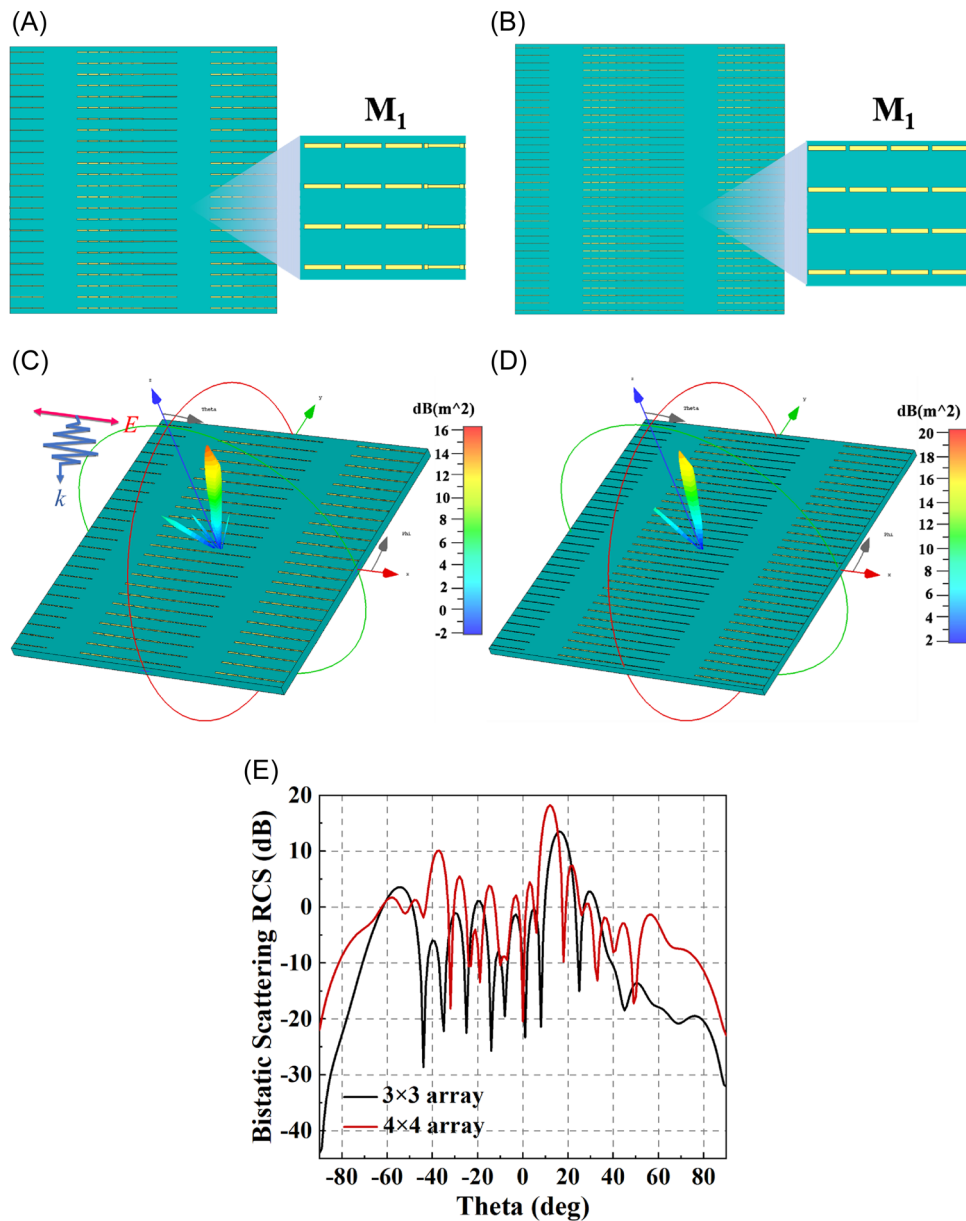 (A)
(B)
M1
M1
(C)
(D)
E
k
z
Theta
y
Phi
x
dB(m^2)
16
14
12
10
8
6
4
2
0
-2
z
Theta
y
Phi
x
dB(m^2)
20
18
16
14
12
10
8
6
4
2
(E)
Bistatic Scattering RCS (dB)
20
10
0
-10
-20
-30
-40
3×3 array
4×4 array
-80 -60 -40 -20 0 20 40 60 80
Theta (deg)